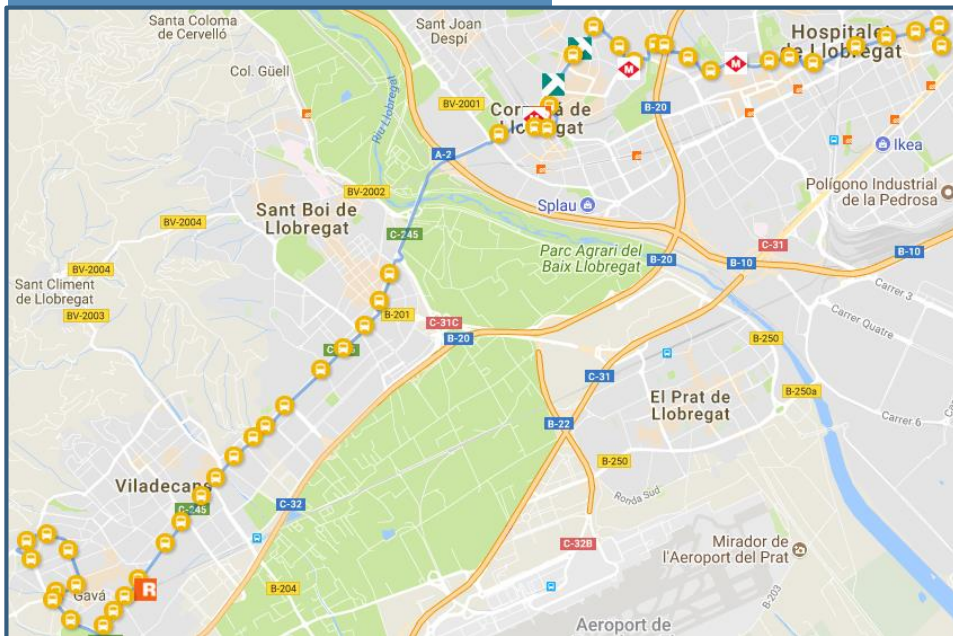 Santa Coloma
de Cervelló
Sant Joan
Despí
Hospitalet
de Llobregat
Col. Güell
BV-2001
Riu Llobregat
B-20
M
M
Llobregat
A-2
Ikea
BV-2002
Splau
Polígono Industrial
de la Pedrosa
Sant Boi de
Llobregat
BV-2004
C-245
C-31
Parc Agrari del
Baix Llobregat
B-20
B-10
B-10
BV-2004
Sant Climent
de Llobregat
Carrer 3
BV-2003
B-201
C-31C
Carrer Quatre
B-20
B-250
C-31
El Prat de
Llobregat
B-250a
B-22
Carrer 6
B-250
Viladecans
Ronda Sud
C-245
C-32
C-32B
Mirador de
l'Aeroport del Prat
R
B-204
B-203
Gavá
Aeroport de